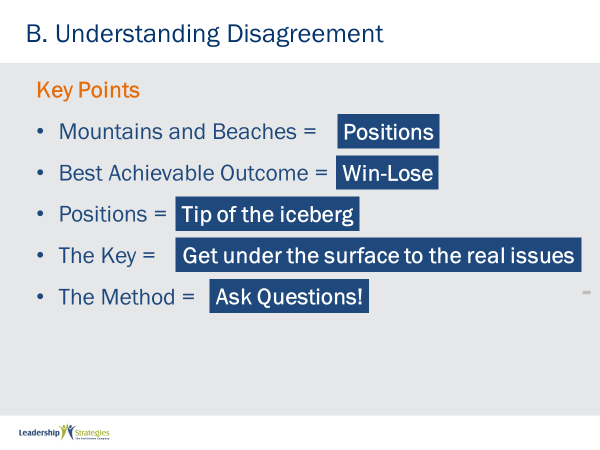 B. Understanding Disagreement
Key Points
• Mountains and Beaches = Positions
• Best Achievable Outcome = Win-Lose
• Positions = Tip of the iceberg
• The Key = Get under the surface to the real issues
• The Method = Ask Questions!
Leadership Strategies
The Facilitation Company